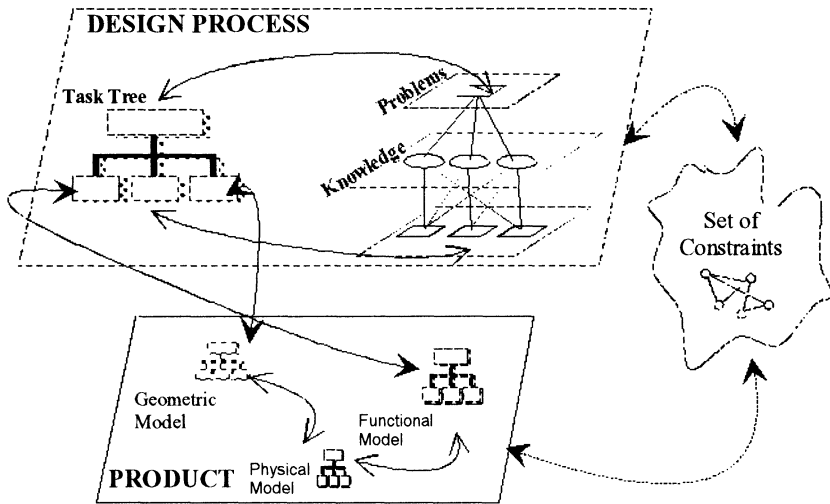 DESIGN PROCESS
Task Tree
Problems
Knowledge
Set of
Constraints
Geometric
Model
Functional
Model
Physical
Model
PRODUCT